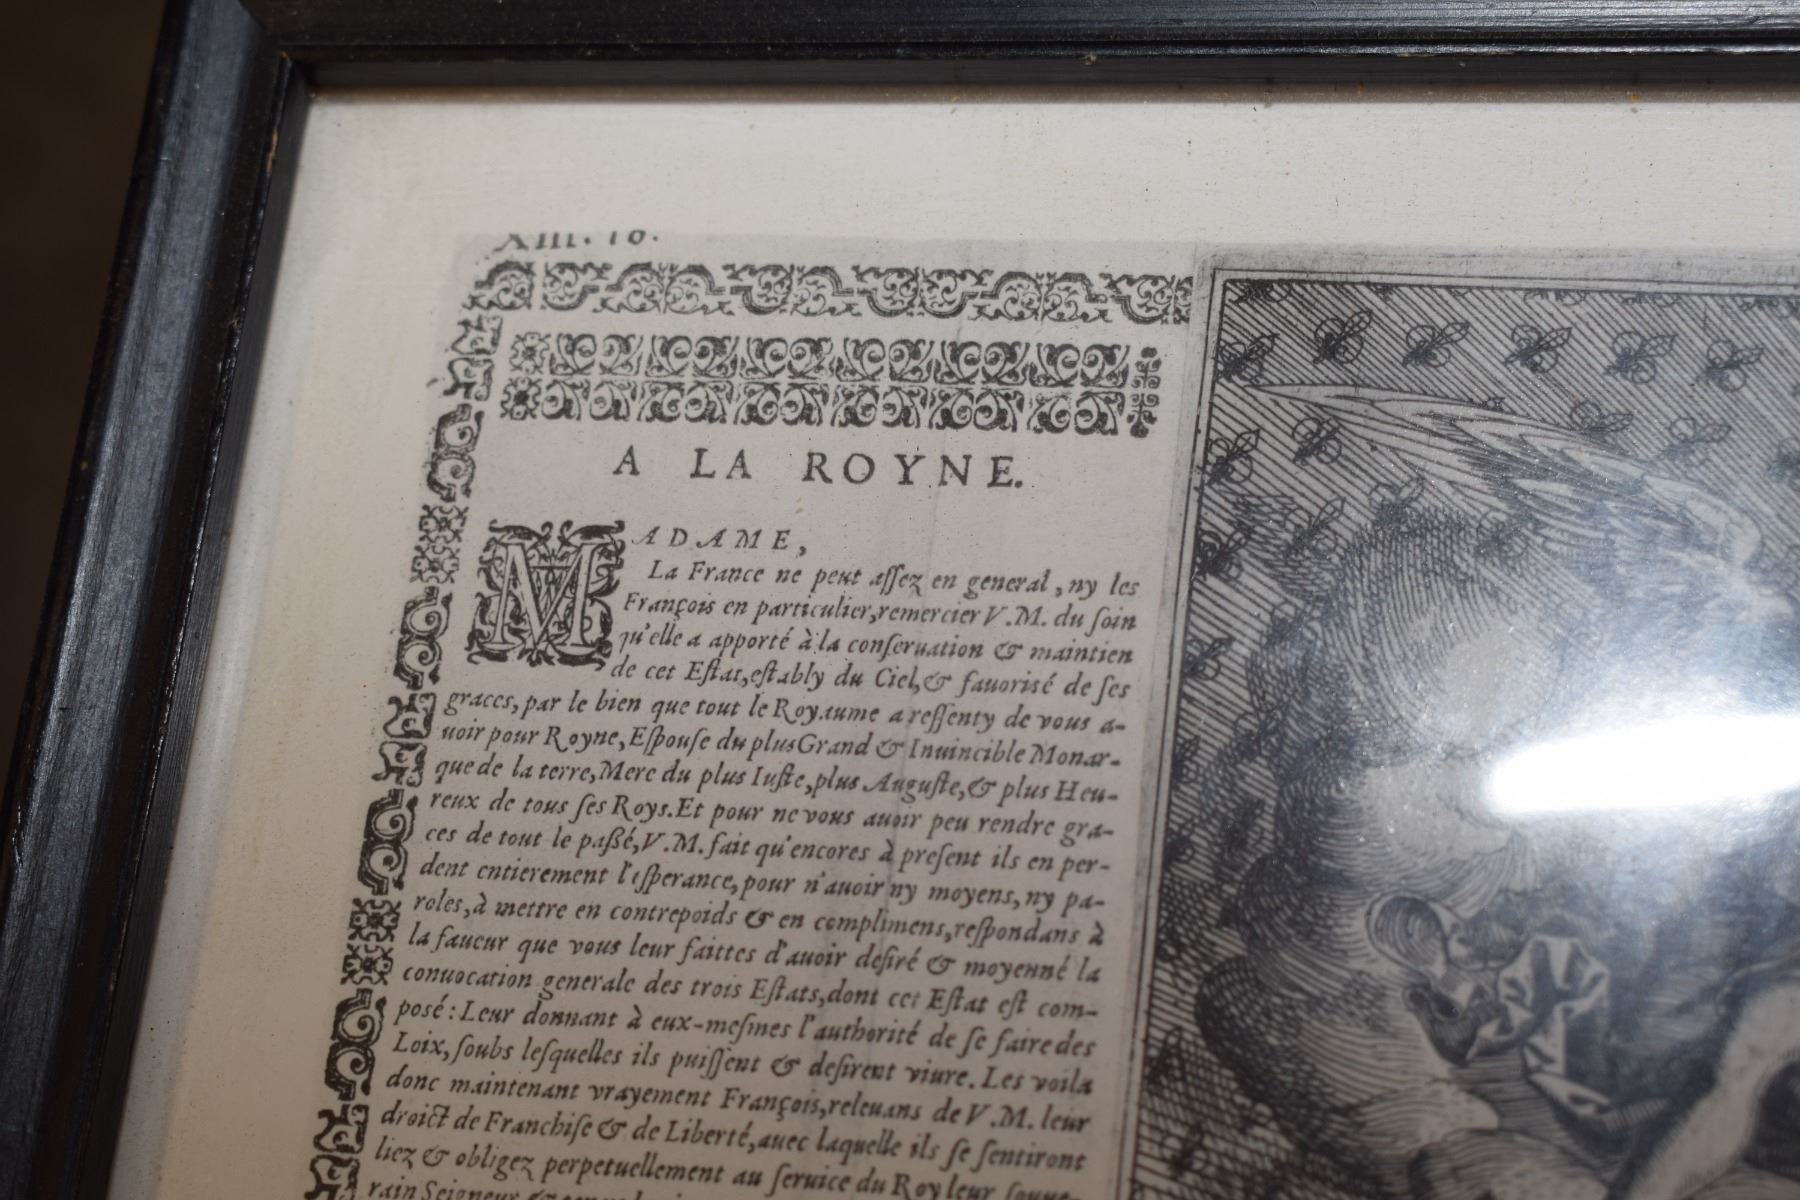 XIII. 18.
A LA ROYNE.
MADAME,
La France ne peut aſſez en general, ny les
François en particulier, remercier V.M. du ſoin
qu'elle a apporté à la conſeruation & maintien
de cet Eſtat, eſtably du Ciel, & fauoriſé de ſes
graces, par le bien que tout le Royaume a reſſenty de vous a-
uoir pour Royne, Eſpouſe du plus Grand & Inuincible Monar-
que de la terre, Mere du plus Iuſte, plus Auguſte, & plus Heu-
reux de tous ſes Roys. Et pour ne vous auoir peu rendre gra-
ces de tout le paßé, V.M. fait qu'encores à preſent ils en per-
dent entierement l'eſperance, pour n'auoir ny moyens, ny pa-
roles, à mettre en contrepoids & en complimens, reſpondans à
la faueur que vous leur faittes d'auoir deſiré & moyenné la
conuocation generale des trois Eſtats, dont cet Eſtat eſt com-
posé: Leur donnant à eux-meſmes l'authorité de ſe faire des
Loix, ſoubs leſquelles ils puiſſent & deſirent viure. Les voila
donc maintenant vrayement François, releuans de V.M. leur
droict de Franchiſe & de Liberté, auec laquelle ils ſe ſentiront
liez & obligez perpetuellement au ſeruice du Roy leur ſouue-
rain Seigneur &